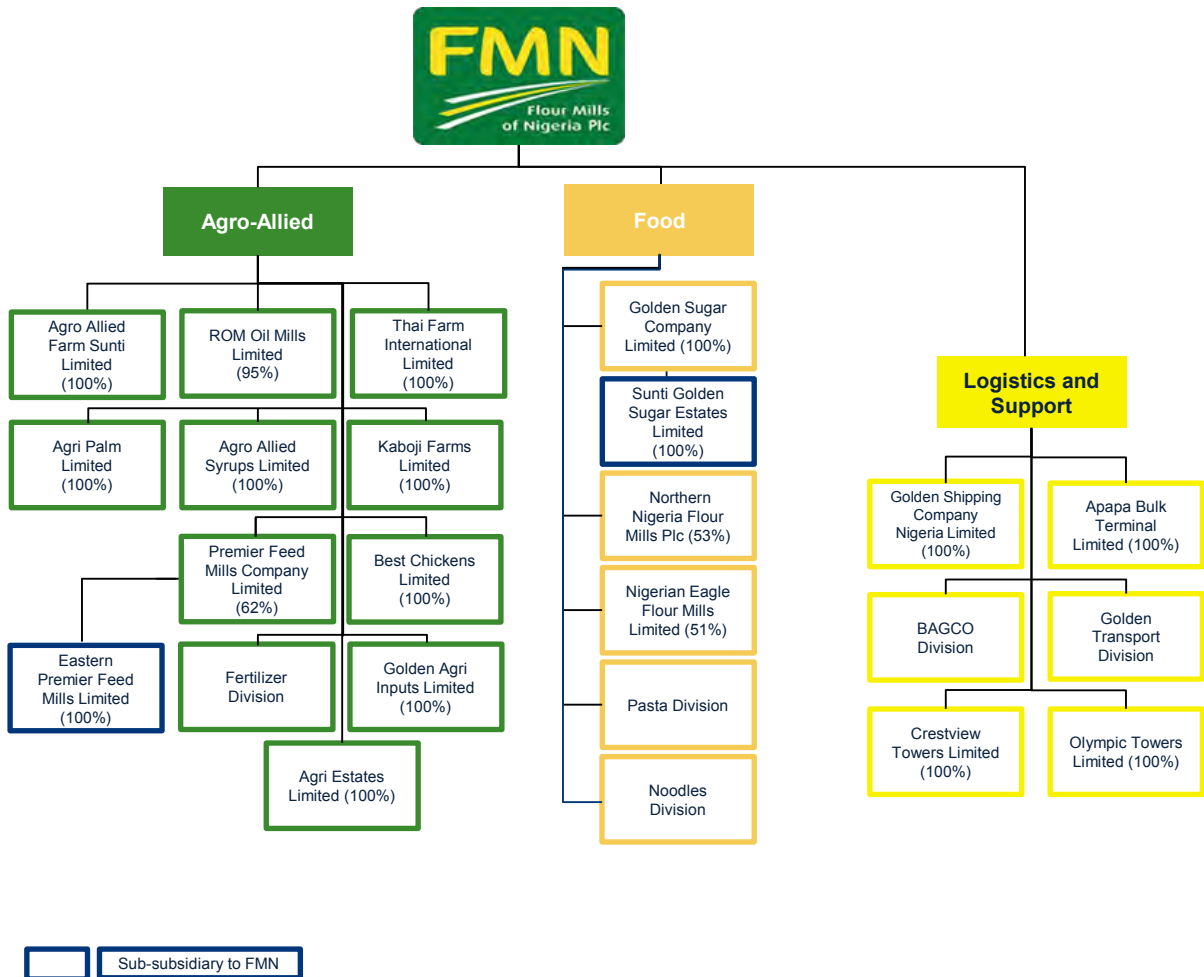 FMN
Flour Mills
of Nigeria Plc
Agro-Allied
Agro Allied
Farm Sunti
Limited
(100%)
ROM Oil Mills
Limited
(95%)
Thai Farm
International
Limited
(100%)
Agri Palm
Limited
(100%)
Agro Allied
Syrups Limited
(100%)
Kaboji Farms
Limited
(100%)
Premier Feed
Mills Company
Limited
(62%)
Best Chickens
Limited
(100%)
Eastern
Premier Feed
Mills Limited
(100%)
Fertilizer
Division
Golden Agri
Inputs Limited
(100%)
Agri Estates
Limited (100%)
Food
Golden Sugar
Company
Limited (100%)
Sunti Golden
Sugar Estates
Limited
(100%)
Northern
Nigeria Flour
Mills Plc (53%)
Nigerian Eagle
Flour Mills
Limited (51%)
Pasta Division
Noodles
Division
Logistics and
Support
Golden Shipping
Company
Nigeria Limited
(100%)
Apapa Bulk
Terminal
Limited (100%)
BAGCO
Division
Golden
Transport
Division
Crestview
Towers Limited
(100%)
Olympic Towers
Limited (100%)
Sub-subsidiary to FMN